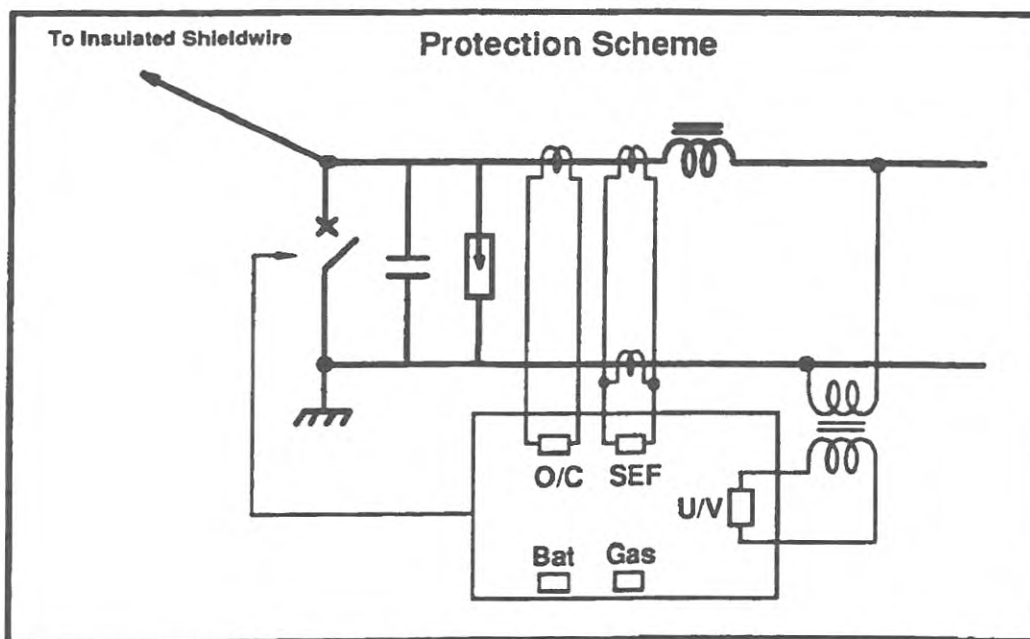 To Insulated Shieldwire
Protection Scheme
O/C SEF
U/V
Bat Gas